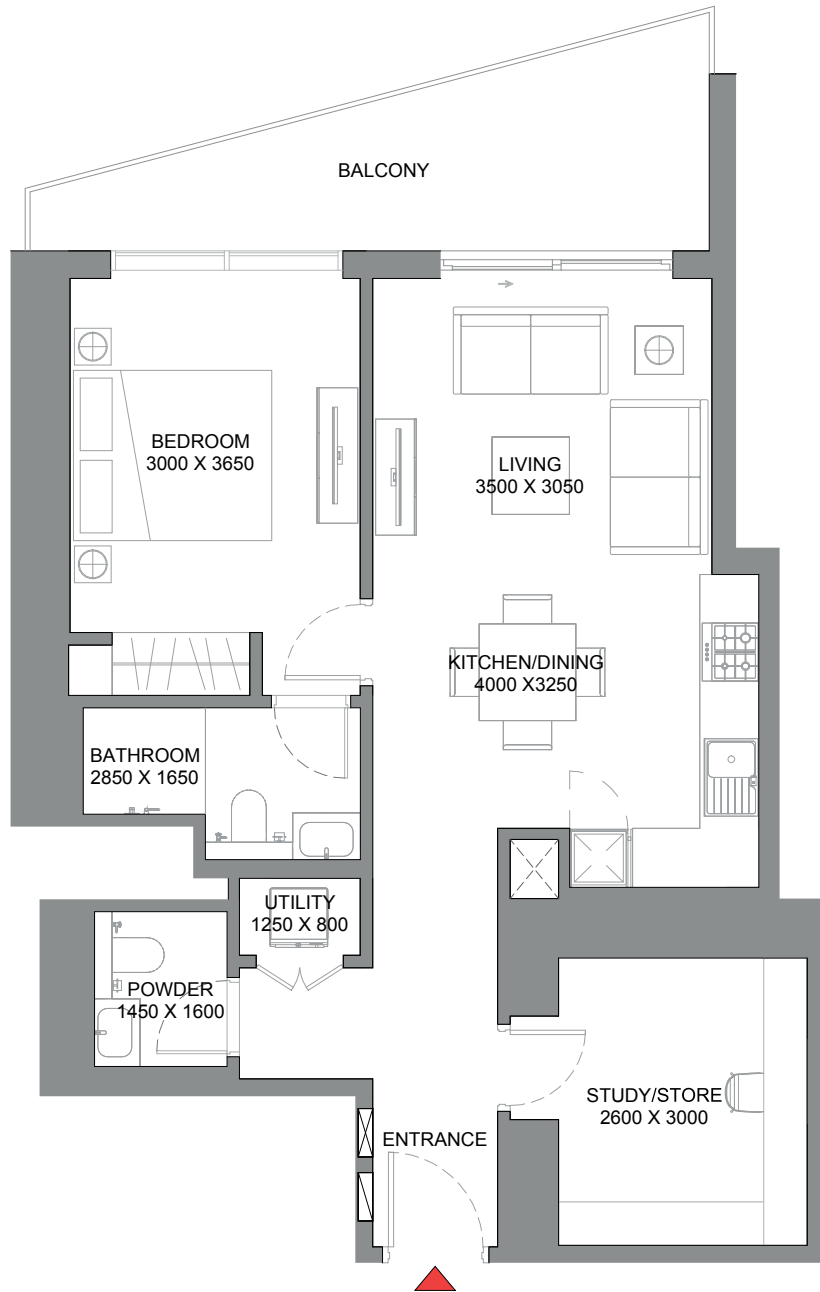 BALCONY
BEDROOM
3000 X 3650
LIVING
3500 X 3050
KITCHEN/DINING
4000 X3250
BATHROOM
2850 X 1650
UTILITY
1250 X 800
POWDER
1450 X 1600
STUDY/STORE
2600 X 3000
ENTRANCE